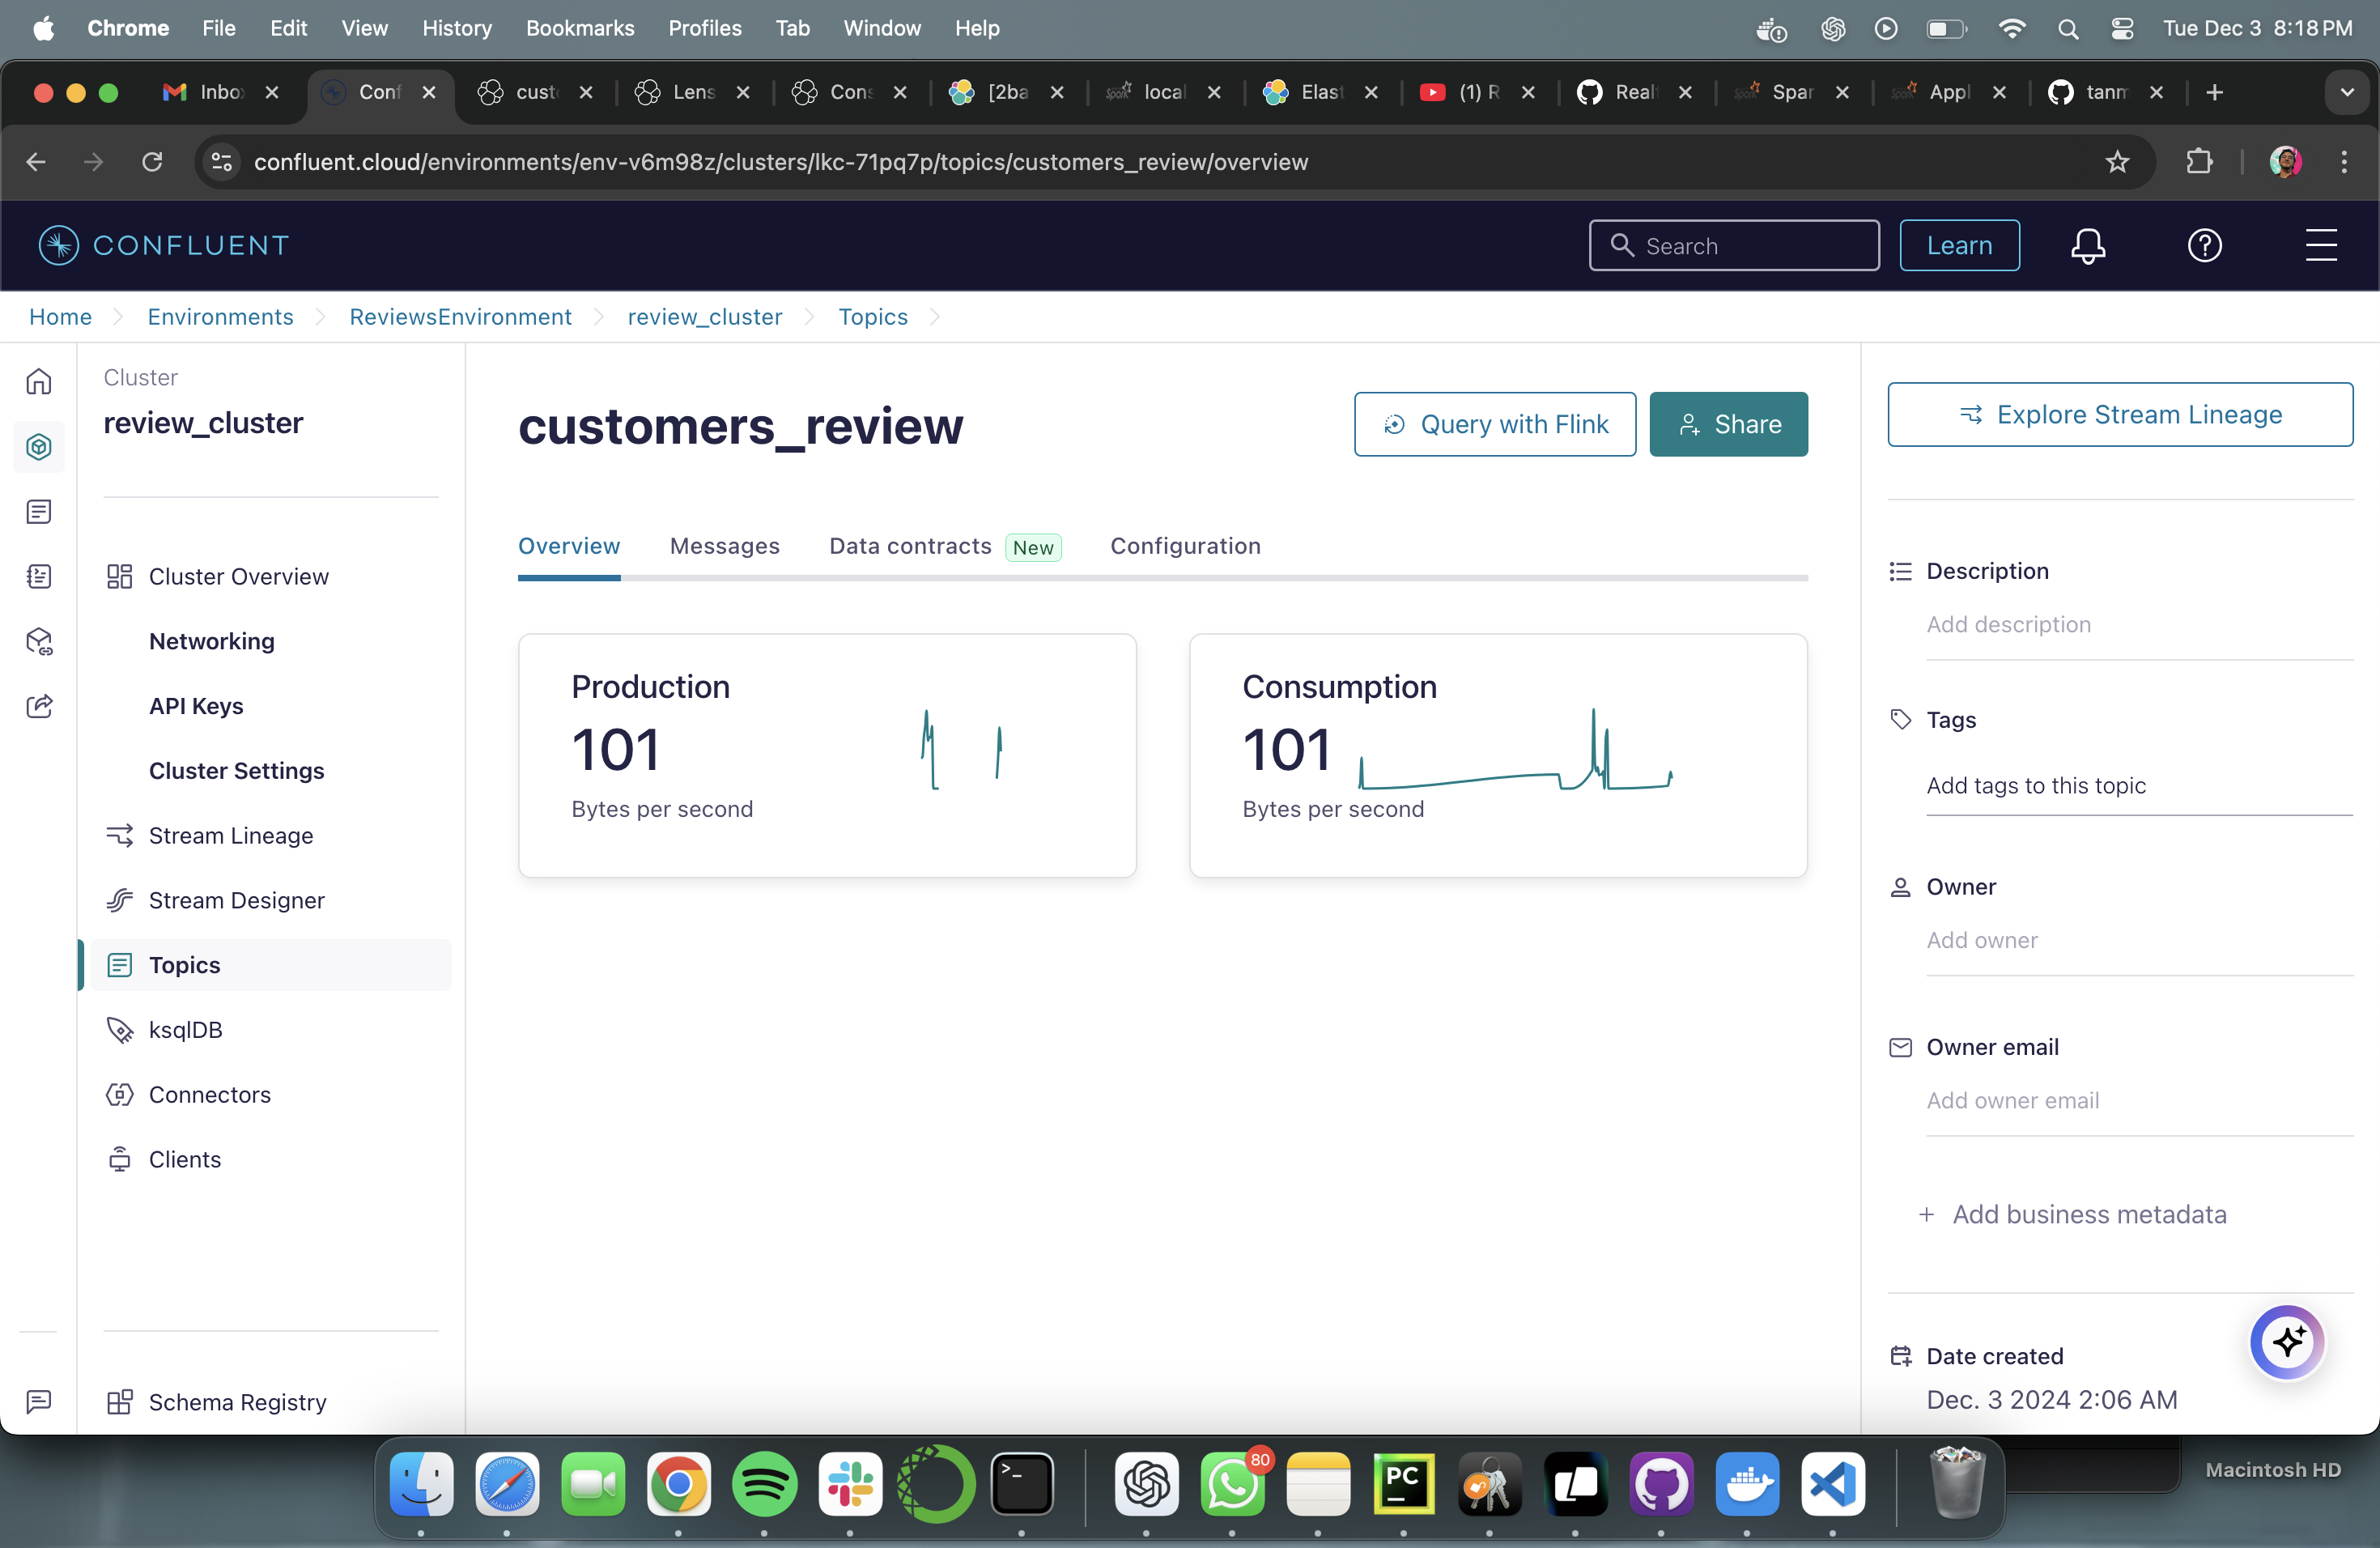 Chrome File Edit View History Bookmarks Profiles Tab Window Help Tue Dec 3 8:18 PM
Inbo Conf cust Lens Cons [2ba local Elast (1) R Real Spar Appl tanm
confluent.cloud/environments/env-v6m98z/clusters/lkc-71pq7p/topics/customers_review/overview
CONFLUENT Search Learn
Home Environments ReviewsEnvironment review_cluster Topics
Cluster
review_cluster
Cluster Overview
Networking
API Keys
Cluster Settings
Stream Lineage
Stream Designer
Topics
ksqlDB
Connectors
Clients
Schema Registry
customers_review
Query with Flink
Share
Overview Messages Data contracts New Configuration
Production
101
Bytes per second
Consumption
101
Bytes per second
Explore Stream Lineage
Description
Add description
Tags
Add tags to this topic
Owner
Add owner
Owner email
Add owner email
+ Add business metadata
Date created
Dec. 3 2024 2:06 AM
80
PC
Macintosh HD